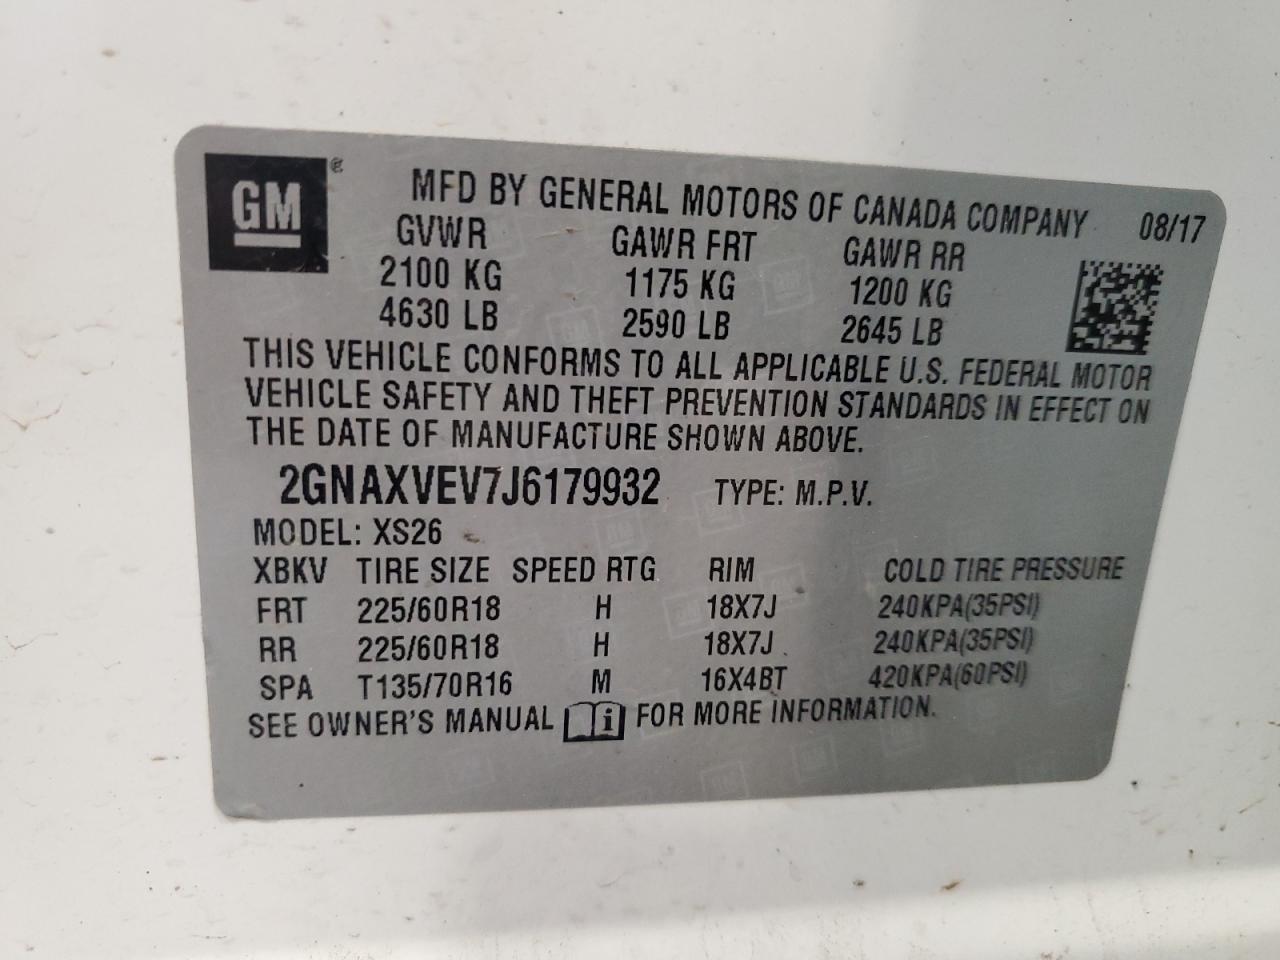 GM ®
MFD BY GENERAL MOTORS OF CANADA COMPANY 08/17
GVWR GAWR FRT GAWR RR
2100 KG 1175 KG 1200 KG
4630 LB 2590 LB 2645 LB
THIS VEHICLE CONFORMS TO ALL APPLICABLE U.S. FEDERAL MOTOR
VEHICLE SAFETY AND THEFT PREVENTION STANDARDS IN EFFECT ON
THE DATE OF MANUFACTURE SHOWN ABOVE.
2GNAXVEV7J6179932 TYPE: M.P.V.
MODEL: XS26
XBKV TIRE SIZE SPEED RTG RIM COLD TIRE PRESSURE
FRT 225/60R18 H 18X7J 240KPA(35PSI)
RR 225/60R18 H 18X7J 240KPA(35PSI)
SPA T135/70R16 M 16X4BT 420KPA(60PSI)
SEE OWNER'S MANUAL i FOR MORE INFORMATION.